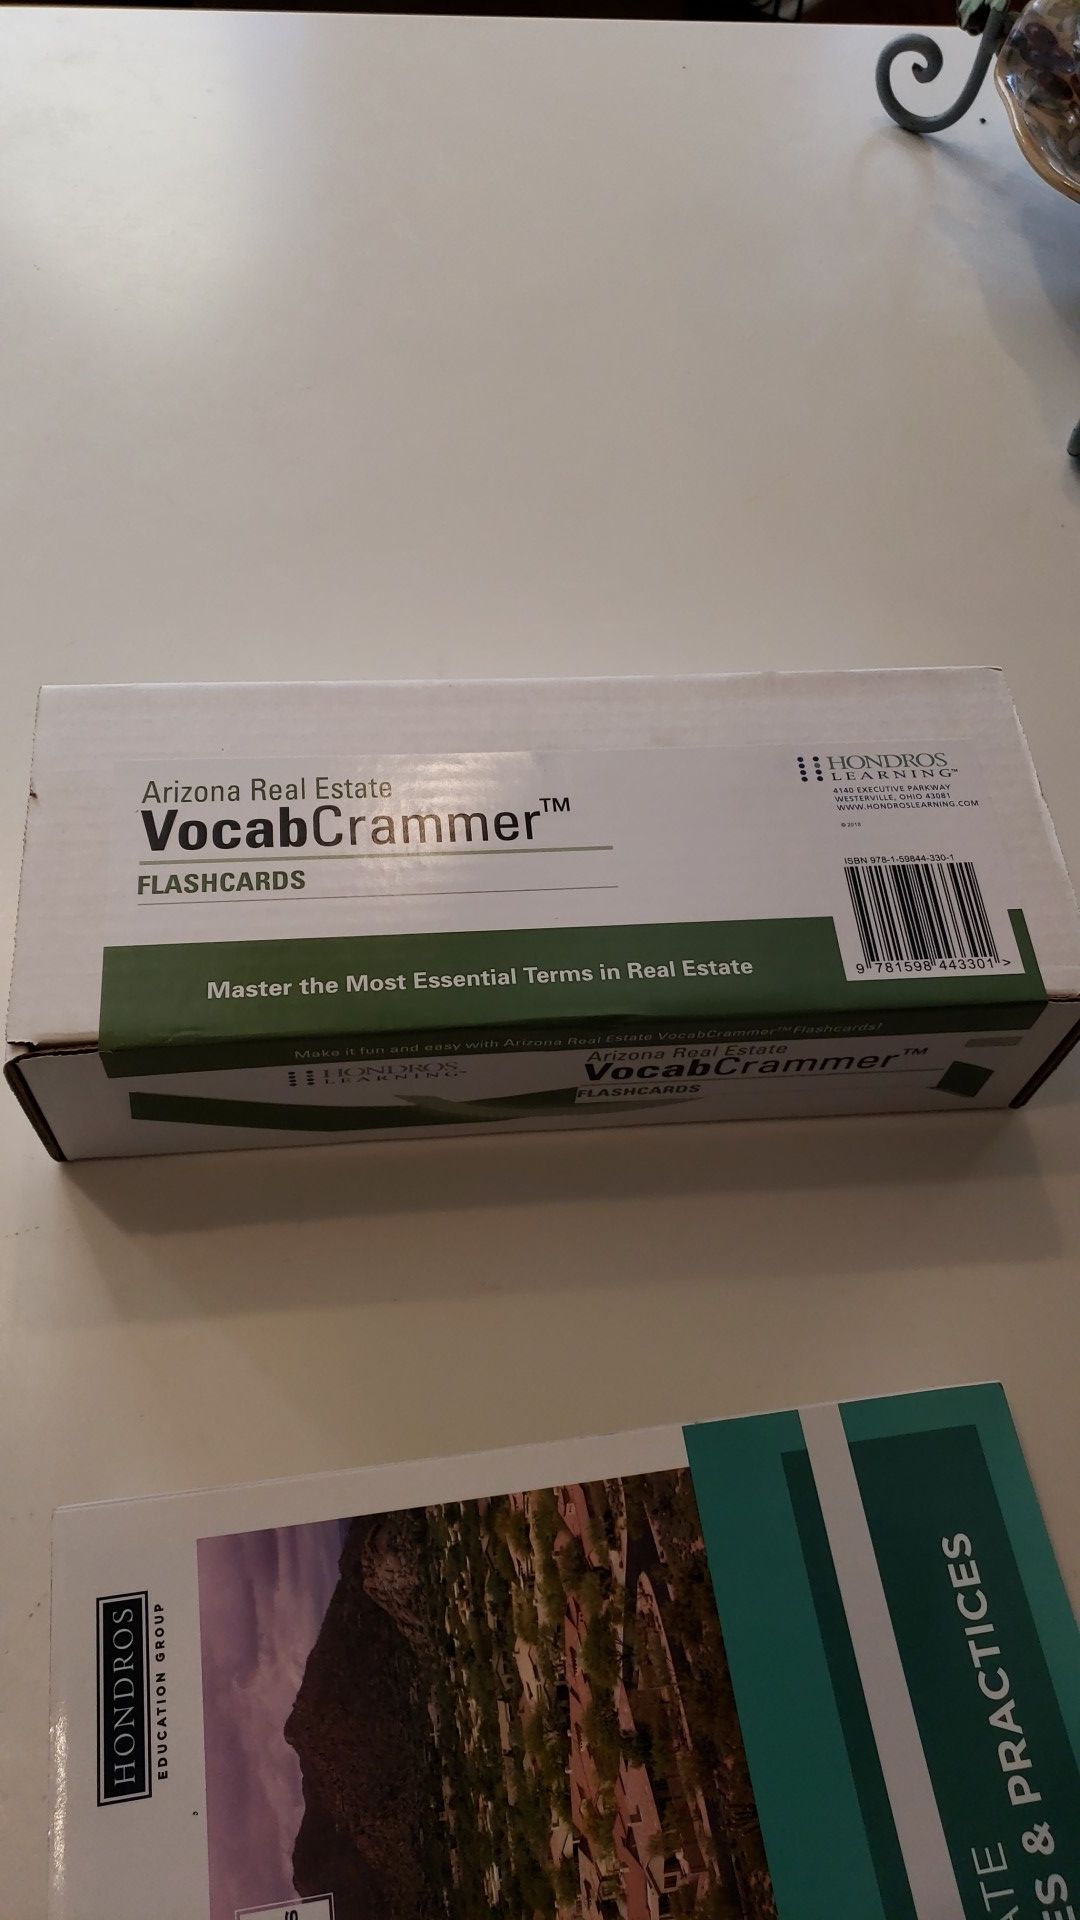 Arizona Real Estate
VocabCrammer™
FLASHCARDS
HONDROS
LEARNING™
4140 EXECUTIVE PARKWAY
WESTERVILLE, OHIO 43081
WWW.HONDROSLEARNING.COM
© 2018
ISBN 978-1-59844-330-1
9 781598 443301 >
Master the Most Essential Terms in Real Estate
Make it fun and easy with Arizona Real Estate VocabCrammer™ Flashcards!
HONDROS
LEARNING™
Arizona Real Estate
VocabCrammer™
FLASHCARDS
HONDROS
EDUCATION GROUP
& PRACTICES